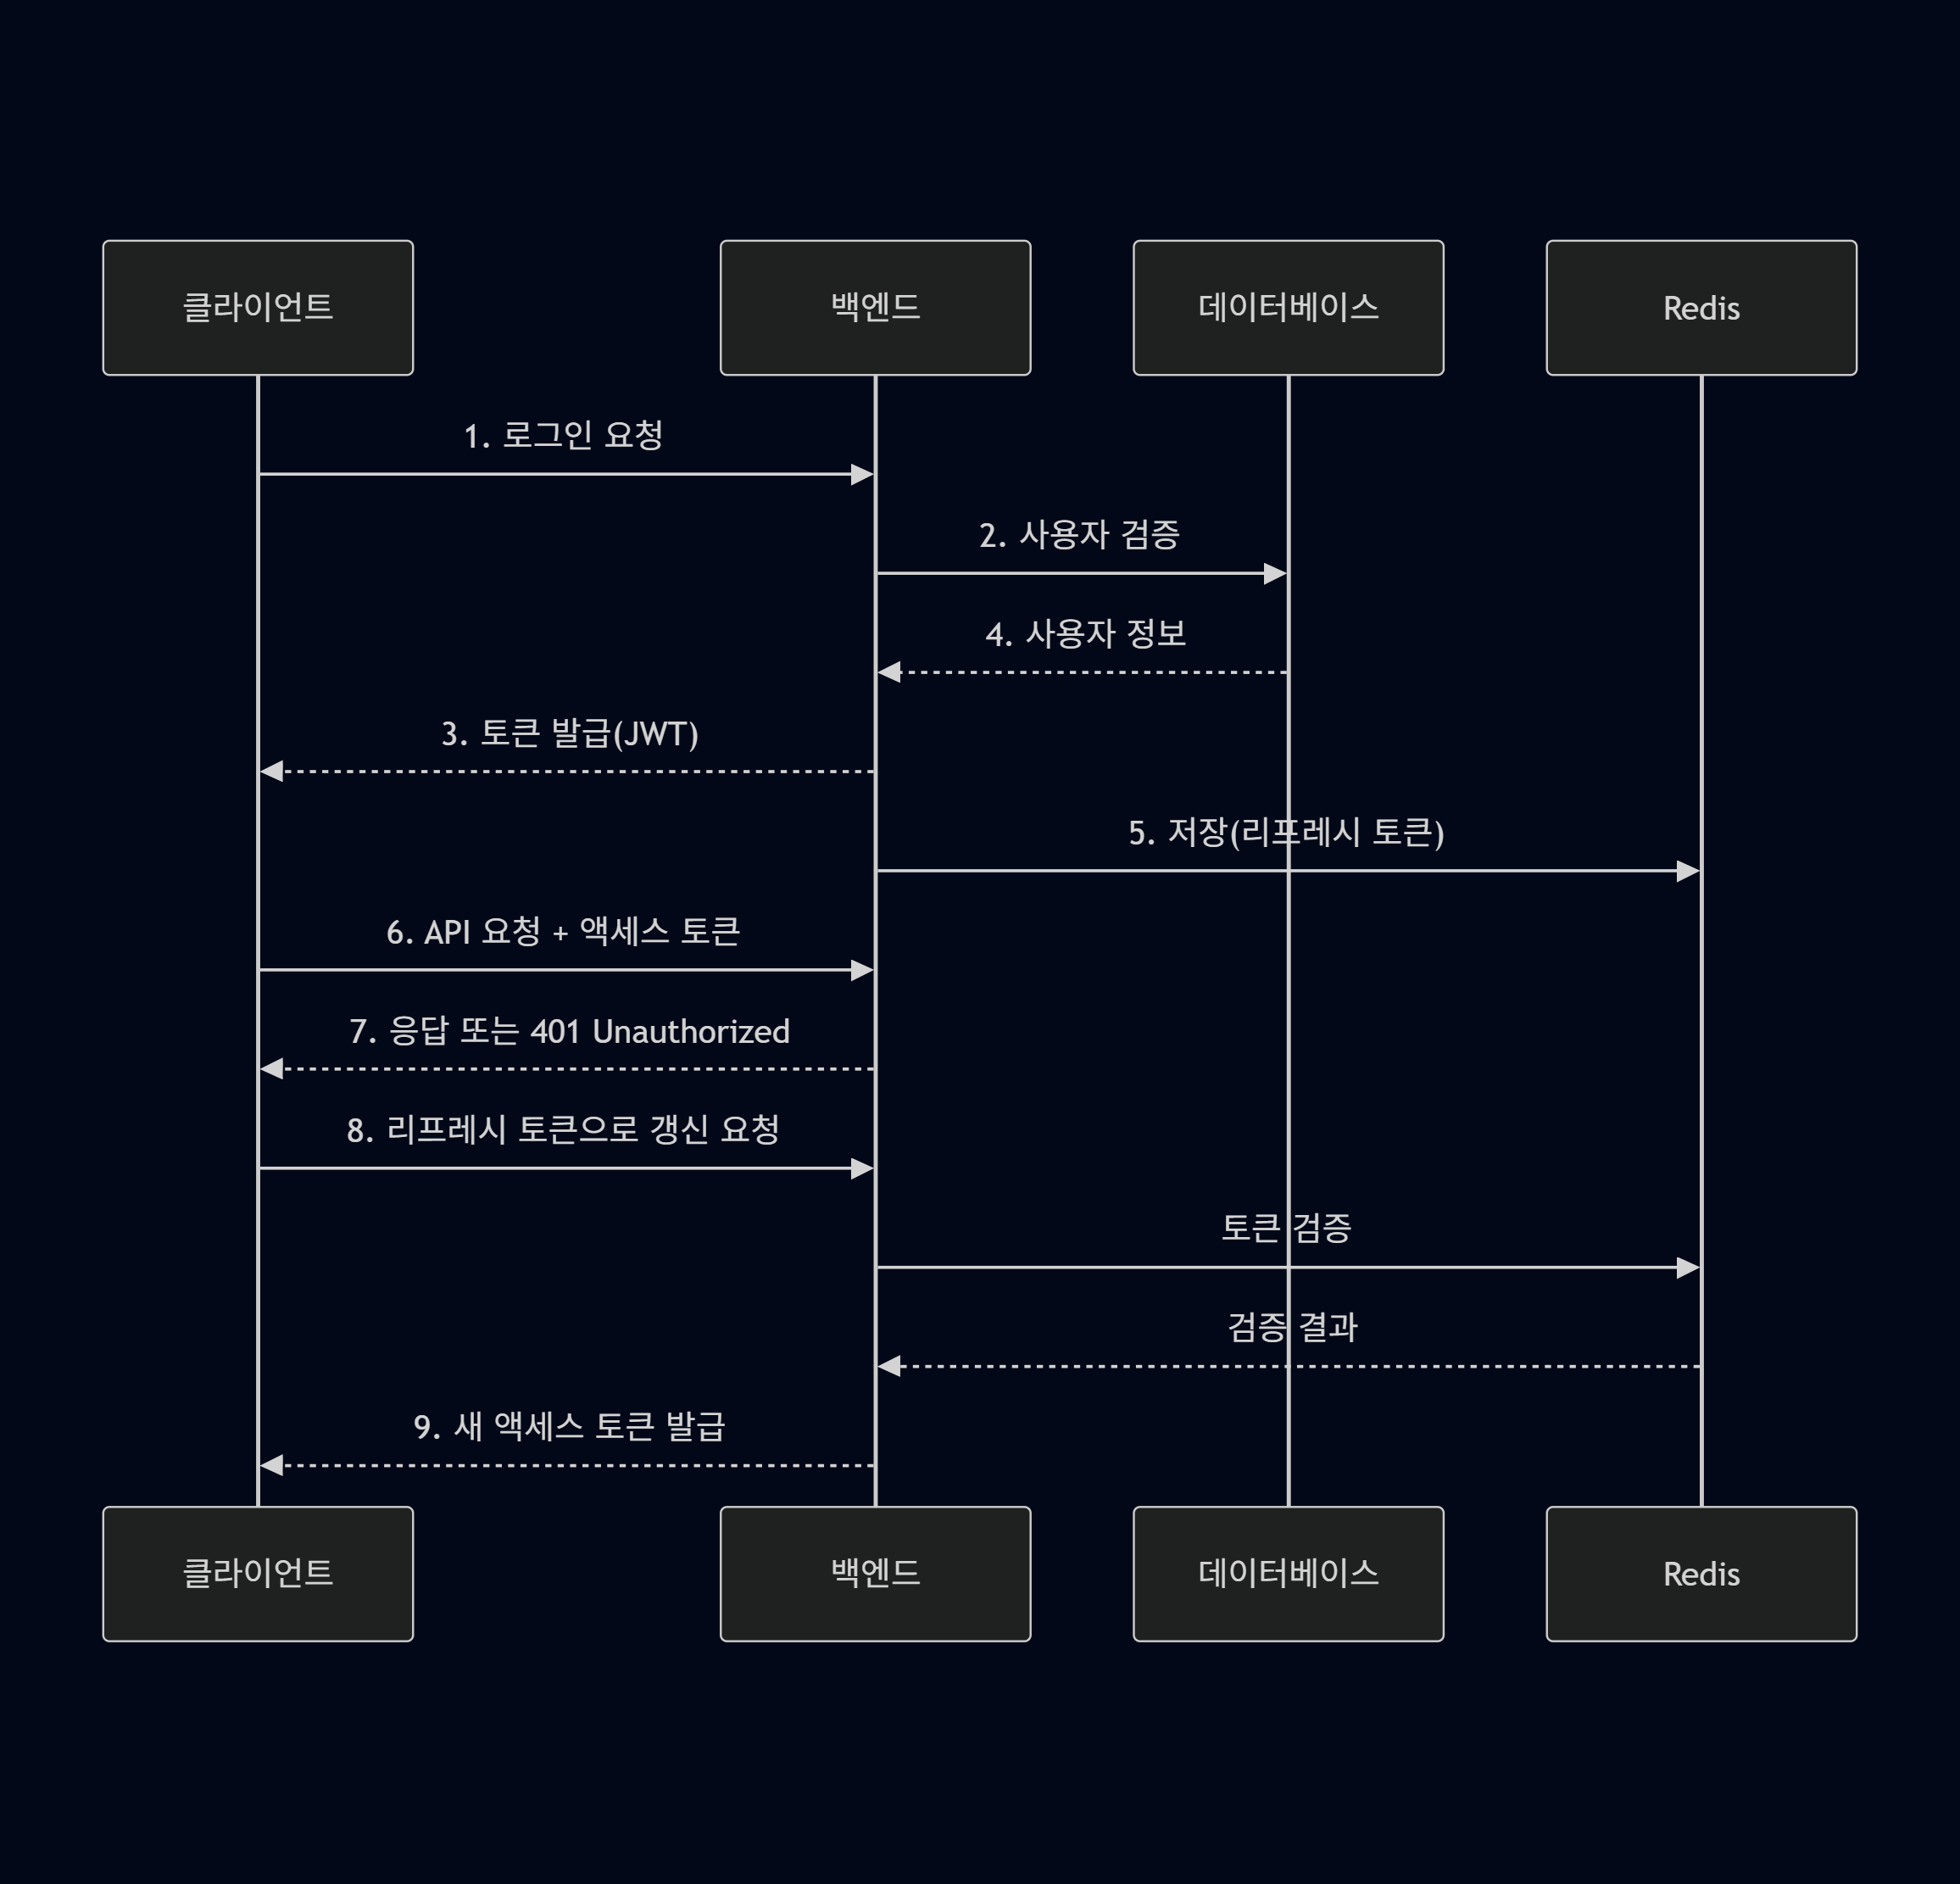 클라이언트
백엔드
데이터베이스
Redis
1. 로그인 요청
2. 사용자 검증
4. 사용자 정보
3. 토큰 발급(JWT)
5. 저장(리프레시 토큰)
6. API 요청 + 액세스 토큰
7. 응답 또는 401 Unauthorized
8. 리프레시 토큰으로 갱신 요청
토큰 검증
검증 결과
9. 새 액세스 토큰 발급
클라이언트
백엔드
데이터베이스
Redis